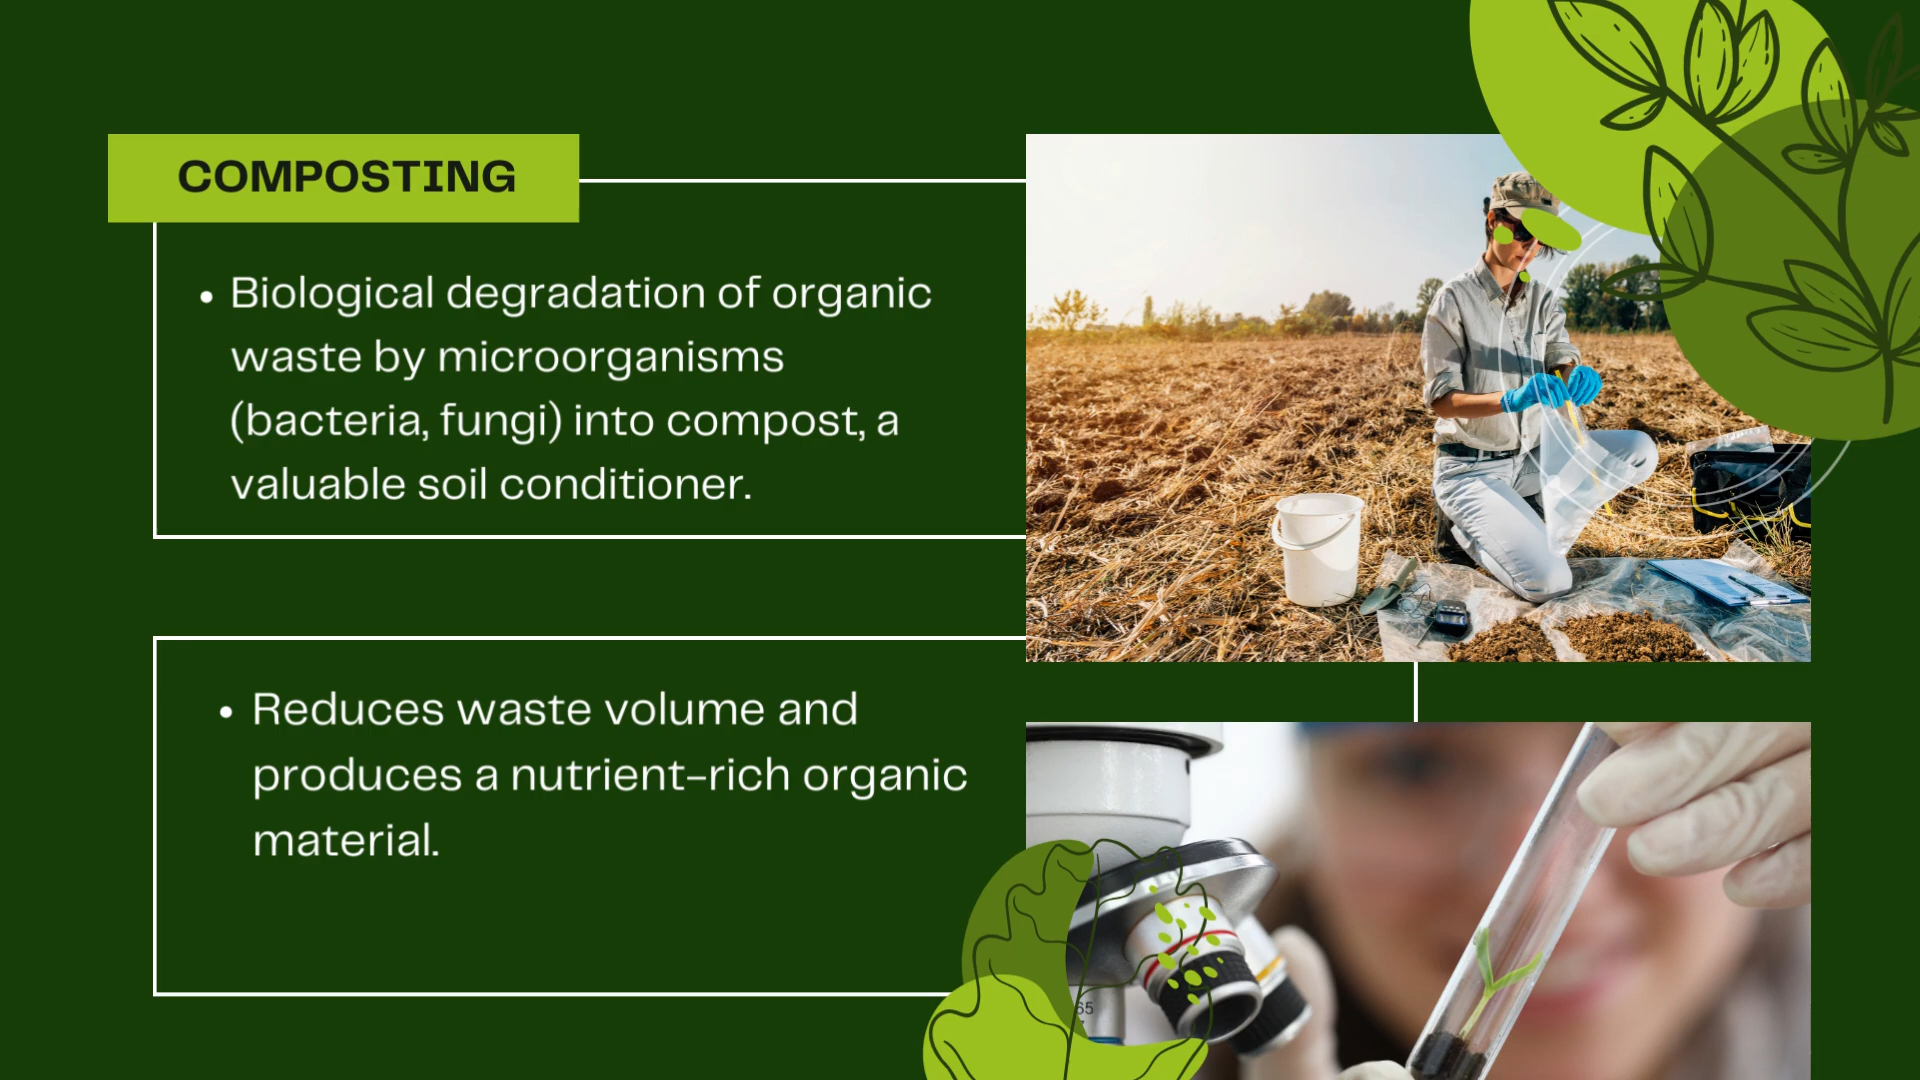 COMPOSTING
• Biological degradation of organic
waste by microorganisms
(bacteria, fungi) into compost, a
valuable soil conditioner.
• Reduces waste volume and
produces a nutrient-rich organic
material.
65